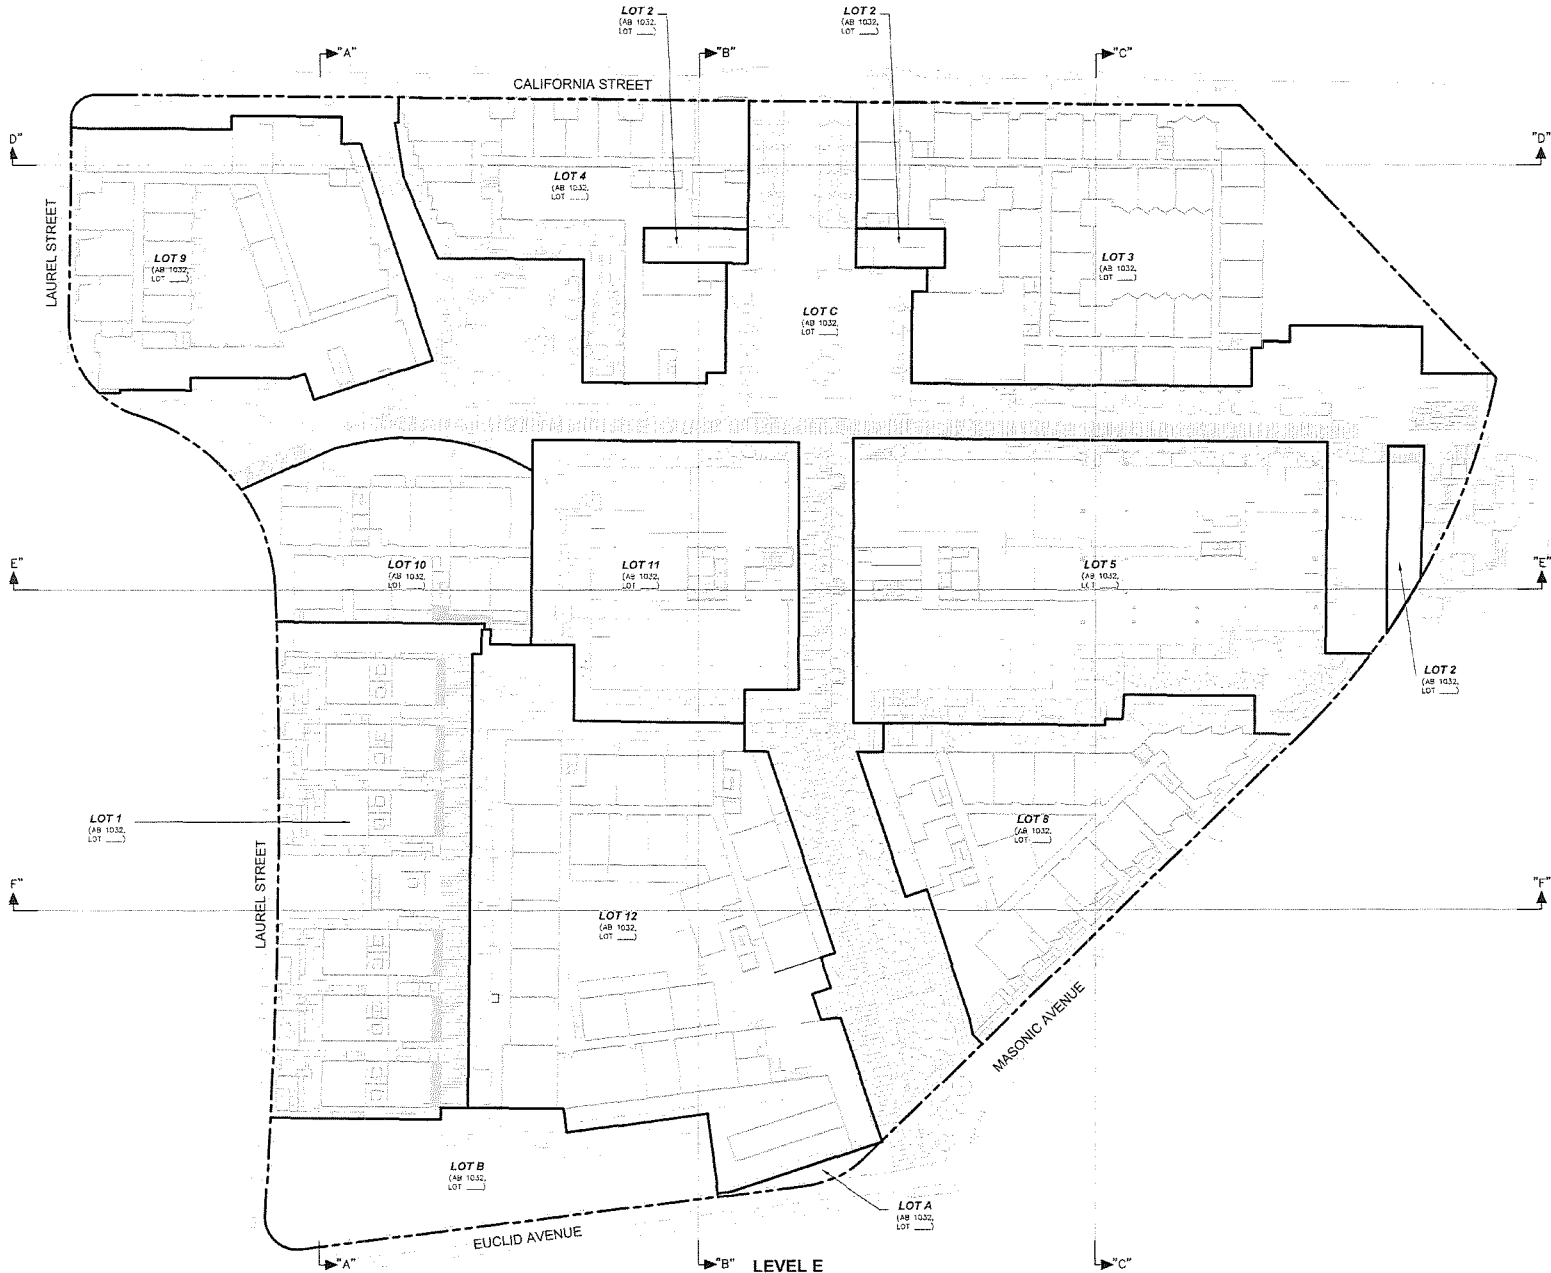 LOT 2
(AB 1032,
LOT ___)
LOT 2
(AB 1032,
LOT ___)
"A"
"B"
"C"
CALIFORNIA STREET
D"
"D"
LOT 4
(AB 1032,
LOT ___)
LAUREL STREET
LOT 9
(AB 1032,
LOT ___)
LOT 3
(AB 1032,
LOT ___)
LOT C
(AB 1032,
LOT ___)
E"
"E"
LOT 10
(AB 1032,
LOT ___)
LOT 11
(AB 1032,
LOT ___)
LOT 5
(AB 1032,
LOT ___)
LOT 2
(AB 1032,
LOT ___)
LOT 1
(AB 1032,
LOT ___)
LAUREL STREET
(AB 1032,
LOT ___)
F"
"F"
LOT 12
(AB 1032,
LOT ___)
MASONIC AVENUE
LOT B
(AB 1032,
LOT ___)
LOT A
(AB 1032,
LOT ___)
EUCLID AVENUE
"A"
"B"
LEVEL E
"C"